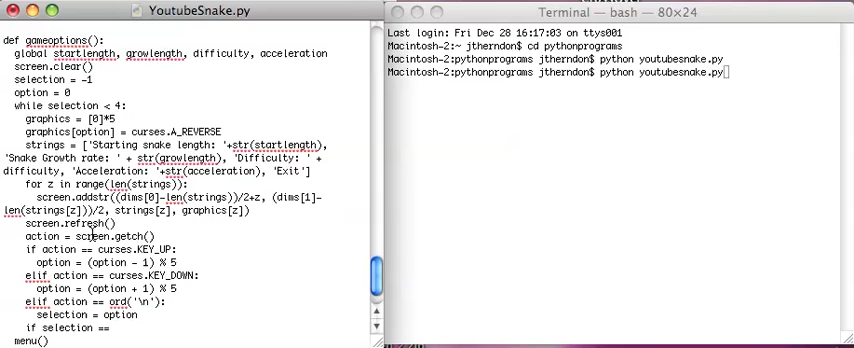 YoutubeSnake.py
def gameoptions():
global startlength, growlength, difficulty, acceleration
screen.clear()
selection = -1
option = 0
while selection < 4:
graphics = [0]*5
graphics[option] = curses.A_REVERSE
strings = ['Starting snake length: '+str(startlength),
'Snake Growth rate: ' + str(growlength), 'Difficulty: ' +
difficulty, 'Acceleration: '+str(acceleration), 'Exit']
for z in range(len(strings)):
screen.addstr((dims[0]-len(strings))/2+z, (dims[1]-
len(strings[z]))/2, strings[z], graphics[z])
screen.refresh()
action = screen.getch()
if action == curses.KEY_UP:
option = (option - 1) % 5
elif action == curses.KEY_DOWN:
option = (option + 1) % 5
elif action == ord('\n'):
selection = option
if selection ==
menu()
Terminal — bash — 80×24
Last login: Fri Dec 28 16:17:03 on ttys001
Macintosh-2:~ jtherndon$ cd pythonprograms
Macintosh-2:pythonprograms jtherndon$ python youtubesnake.py
Macintosh-2:pythonprograms jtherndon$ python youtubesnake.py